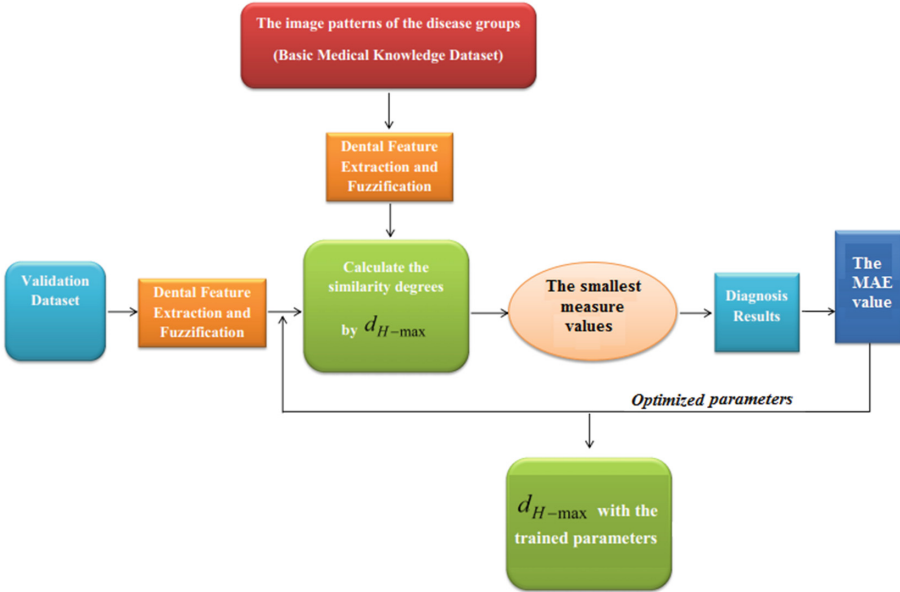 The image patterns of the disease groups
(Basic Medical Knowledge Dataset)
Dental Feature
Extraction and
Fuzzification
Validation
Dataset
Dental Feature
Extraction and
Fuzzification
Calculate the
similarity degrees
by d_{H-max}
The smallest
measure
values
Diagnosis
Results
The
MAE
value
Optimized parameters
d_{H-max} with the
trained parameters